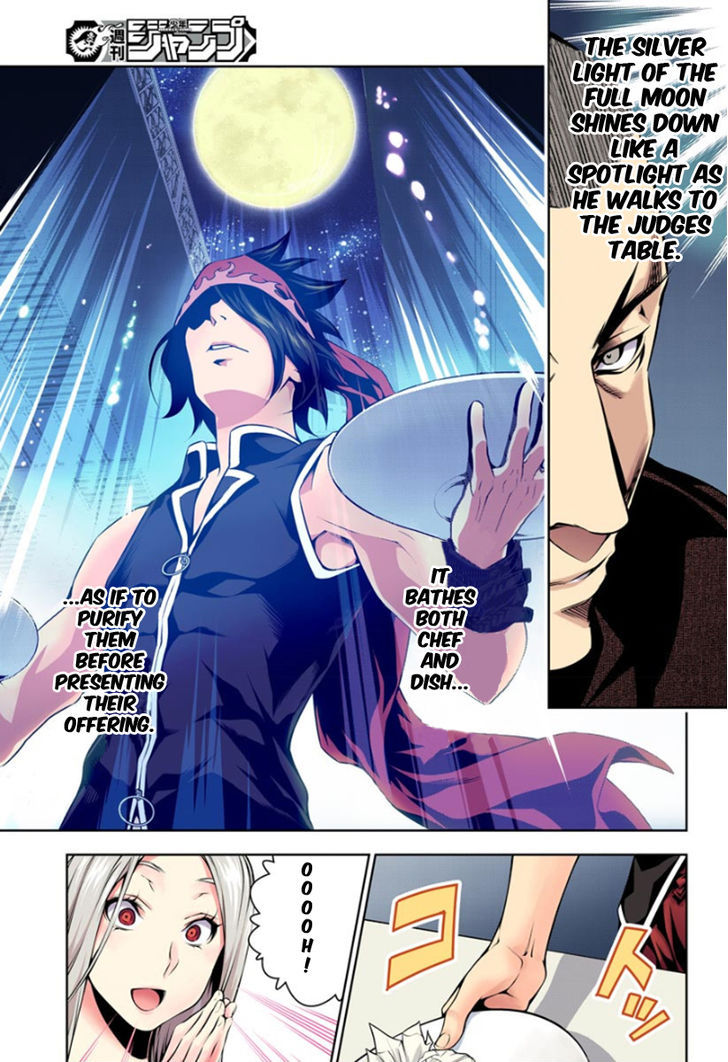 週刊
少年
ジャンプ
THE SILVER
LIGHT OF THE
FULL MOON
SHINES DOWN
LIKE A
SPOTLIGHT AS
HE WALKS TO
THE JUDGES
TABLE.
IT
BATHES
BOTH
CHEF
AND
DISH...
...AS IF TO
PURIFY
THEM
BEFORE
PRESENTING
THEIR
OFFERING.
コトッ
OOOOOH!